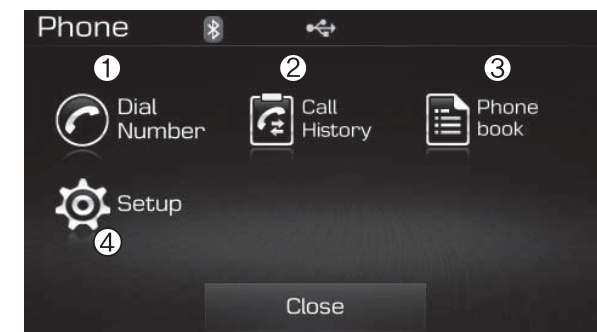 Phone
① ② ③
Dial Number
Call History
Phone book
Setup
④
Close